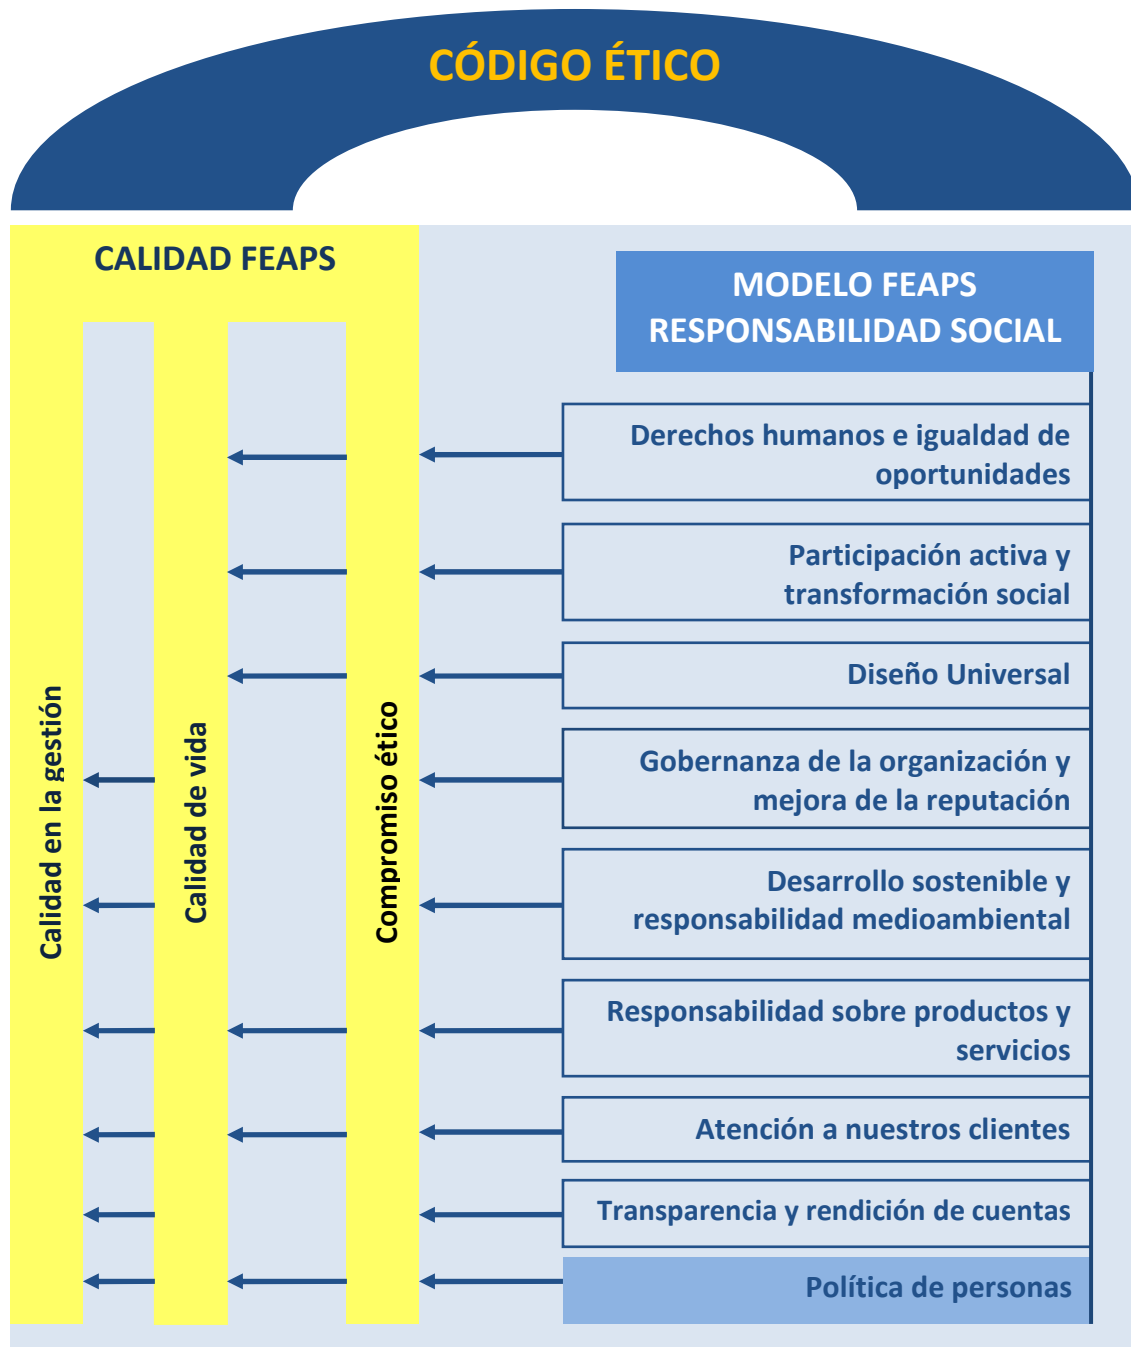 CÓDIGO ÉTICO
CALIDAD FEAPS
MODELO FEAPS
RESPONSABILIDAD SOCIAL
Derechos humanos e igualdad de
oportunidades
Participación activa y
transformación social
Diseño Universal
Gobernanza de la organización y
mejora de la reputación
Desarrollo sostenible y
responsabilidad medioambiental
Responsabilidad sobre productos y
servicios
Atención a nuestros clientes
Transparencia y rendición de cuentas
Política de personas
Calidad en la gestión
Calidad de vida
Compromiso ético